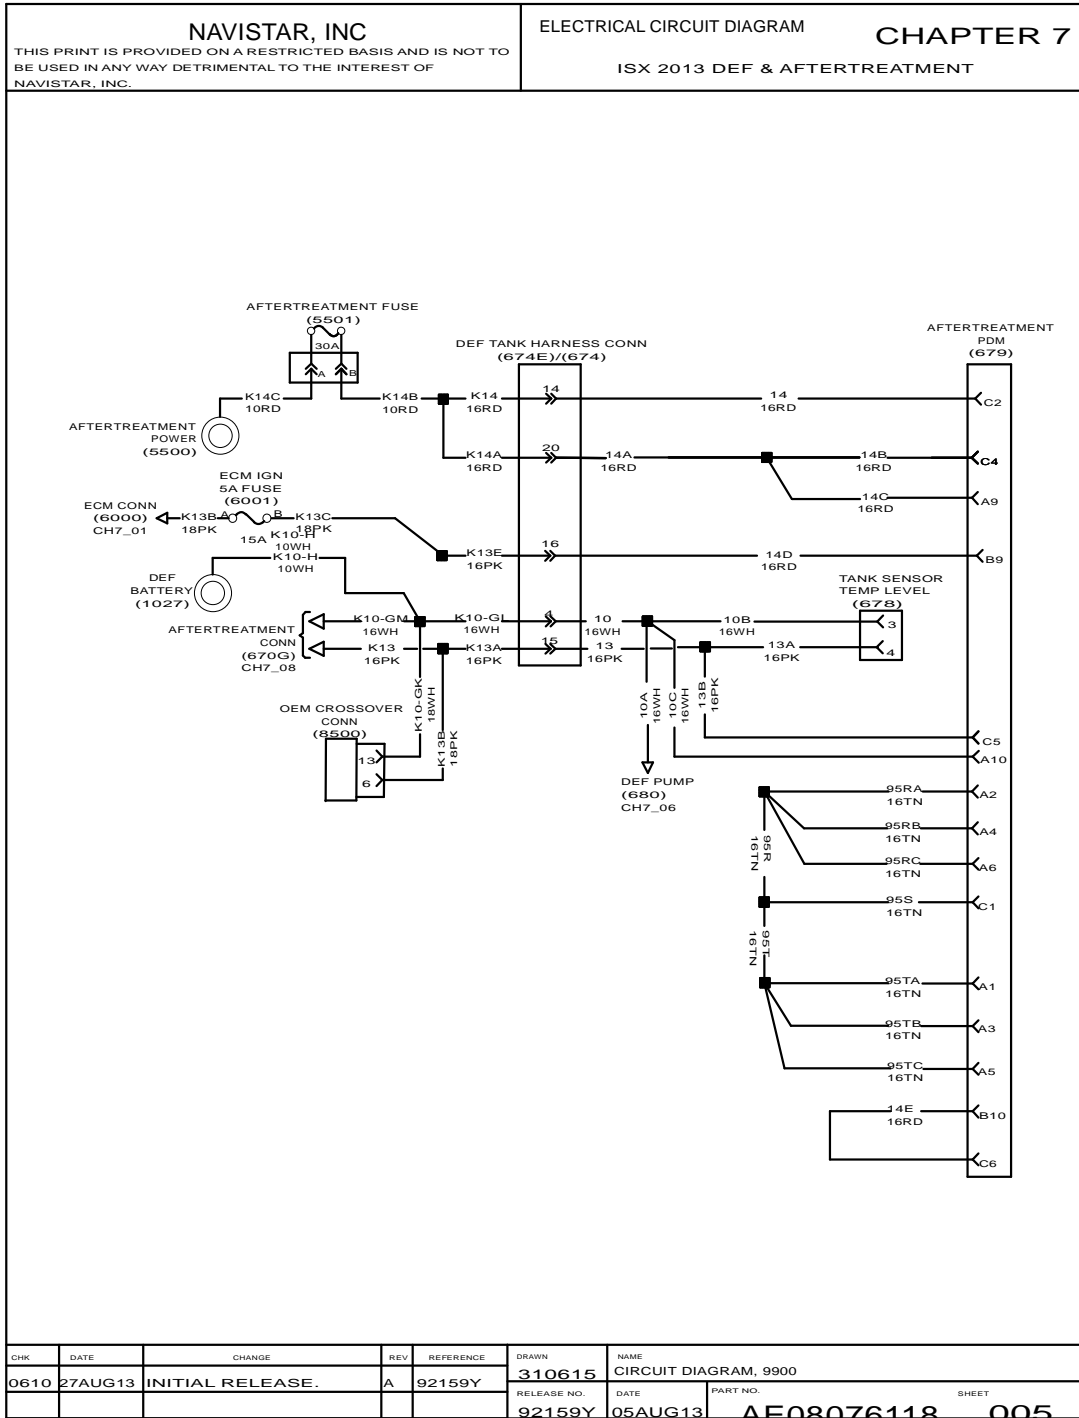 NAVISTAR, INC
THIS PRINT IS PROVIDED ON A RESTRICTED BASIS AND IS NOT TO
BE USED IN ANY WAY DETRIMENTAL TO THE INTEREST OF
NAVISTAR, INC.
ELECTRICAL CIRCUIT DIAGRAM
CHAPTER 7
ISX 2013 DEF & AFTERTREATMENT
AFTERTREATMENT FUSE
(5501)
30A
A
B
DEF TANK HARNESS CONN
(674E)/(674)
AFTERTREATMENT
PDM
(679)
K14C
10RD
K14B
10RD
K14
16RD
14
14
16RD
C2
AFTERTREATMENT
POWER
(5500)
K14A
16RD
20
14A
16RD
14B
16RD
C4
14C
16RD
A9
ECM IGN
5A FUSE
(6001)
ECM CONN
(6000)
CH7_01
K13B
18PK
A
B
15A
K13C
18PK
K10-H
10WH
K10-H
10WH
K13E
16PK
16
14D
16RD
B9
DEF
BATTERY
(1027)
TANK SENSOR
TEMP LEVEL
(678)
AFTERTREATMENT
CONN
(670G)
CH7_08
K10-GM
16WH
K10-GL
16WH
10
16WH
10B
16WH
3
K13
16PK
K13A
16PK
15
13
16PK
13A
16PK
4
K10-GK
18WH
K13B
18PK
10A
16WH
10C
16WH
13B
16PK
OEM CROSSOVER
CONN
(8500)
13
6
C5
A10
DEF PUMP
(680)
CH7_06
95RA
16TN
A2
95RB
16TN
A4
95R
16TN
95RC
16TN
A6
95S
16TN
C1
95T
16TN
95TA
16TN
A1
95TB
16TN
A3
95TC
16TN
A5
14E
16RD
B10
C6
CHK DATE CHANGE REV REFERENCE
0610 27AUG13 INITIAL RELEASE. A 92159Y
DRAWN
310615
NAME
CIRCUIT DIAGRAM, 9900
RELEASE NO.
92159Y
DATE
05AUG13
PART NO.
AE08076118
SHEET
005